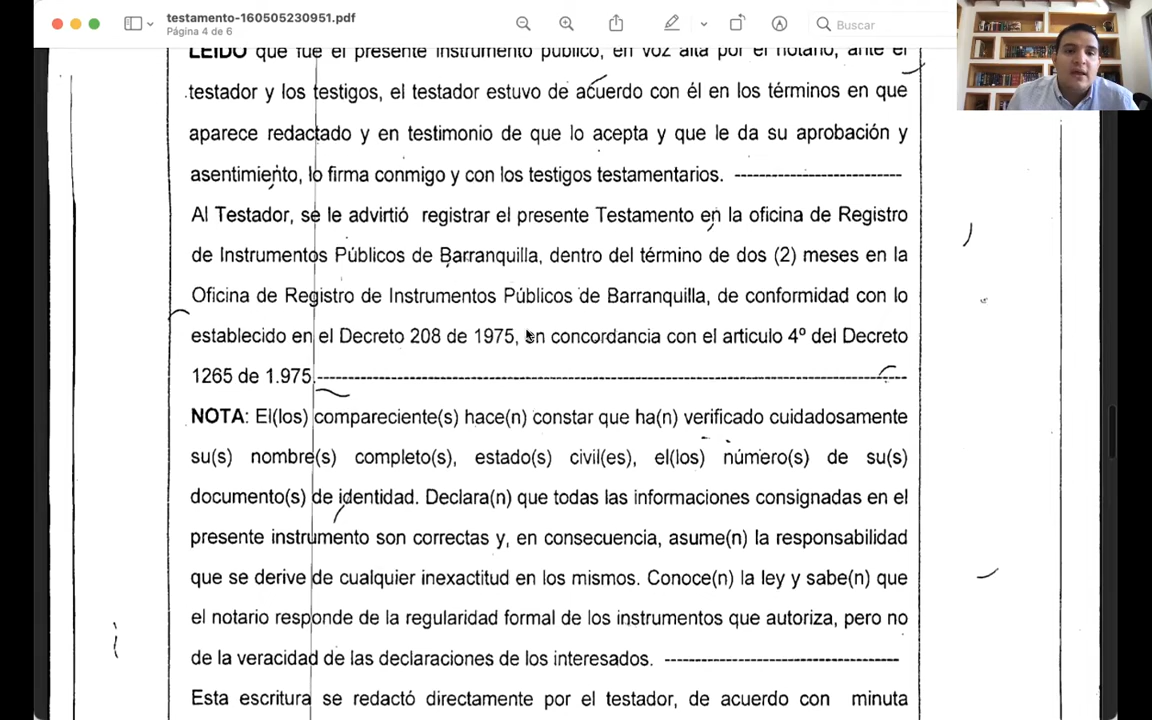 testamento-160505230951.pdf
Página 4 de 6
Buscar
LEIDO que fue el presente instrumento público, en voz alta por el notario, ante el
testador y los testigos, el testador estuvo de acuerdo con él en los términos en que
aparece redactado y en testimonio de que lo acepta y que le da su aprobación y
asentimiento, lo firma conmigo y con los testigos testamentarios. ------------------------
Al Testador, se le advirtió registrar el presente Testamento en la oficina de Registro
de Instrumentos Públicos de Barranquilla, dentro del término de dos (2) meses en la
Oficina de Registro de Instrumentos Públicos de Barranquilla, de conformidad con lo
establecido en el Decreto 208 de 1975, en concordancia con el articulo 4º del Decreto
1265 de 1.975.------------------------------------------------------------------------------------
NOTA: El(los) compareciente(s) hace(n) constar que ha(n) verificado cuidadosamente
su(s) nombre(s) completo(s), estado(s) civil(es), el(los) número(s) de su(s)
documento(s) de identidad. Declara(n) que todas las informaciones consignadas en el
presente instrumento son correctas y, en consecuencia, asume(n) la responsabilidad
que se derive de cualquier inexactitud en los mismos. Conoce(n) la ley y sabe(n) que
el notario responde de la regularidad formal de los instrumentos que autoriza, pero no
de la veracidad de las declaraciones de los interesados. ----------------------------------
Esta escritura se redactó directamente por el testador, de acuerdo con minuta